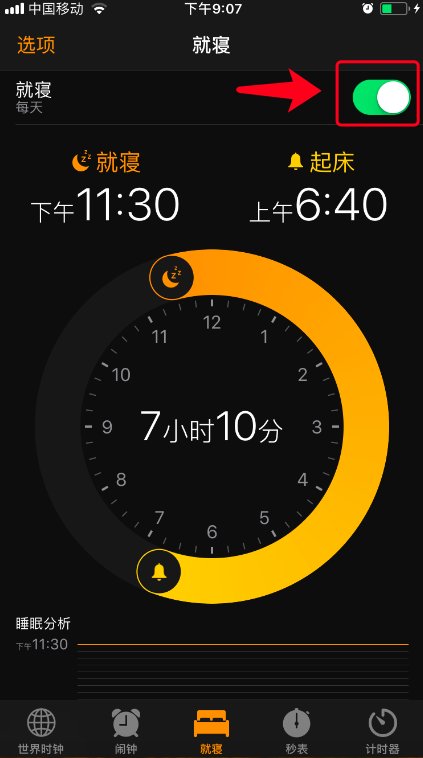 中国移动 下午9:07
选项 就寝
就寝
每天
就寝 起床
下午11:30 上午6:40
12
11 1
10 2
7小时10分
9 3
8 4
7 5
6
睡眠分析
下午11:30
世界时钟 闹钟 就寝 秒表 计时器